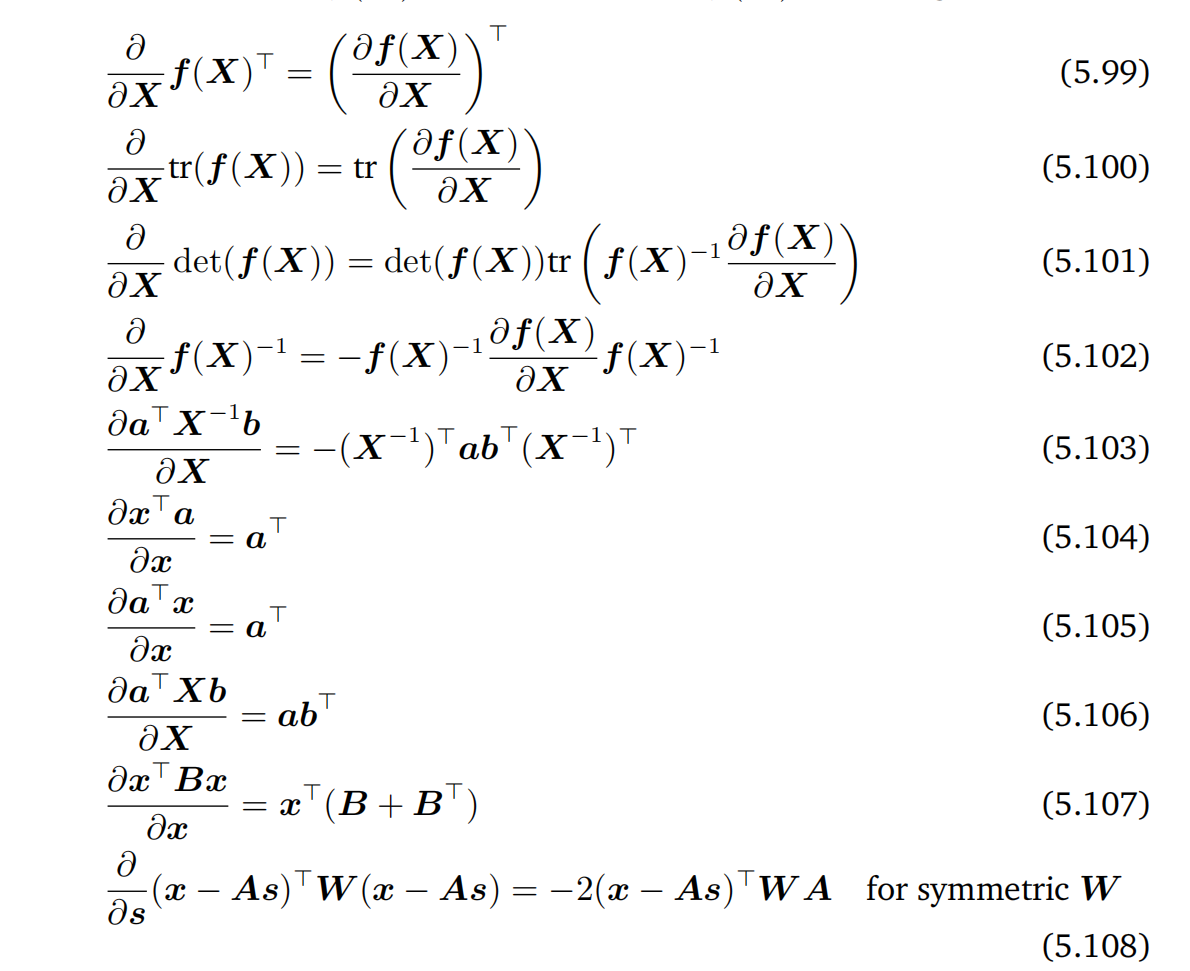 ∂/∂X f(X)⊤ = (∂f(X)/∂X)⊤ (5.99)
∂/∂X tr(f(X)) = tr(∂f(X)/∂X) (5.100)
∂/∂X det(f(X)) = det(f(X))tr(f(X)⁻¹ ∂f(X)/∂X) (5.101)
∂/∂X f(X)⁻¹ = −f(X)⁻¹ ∂f(X)/∂X f(X)⁻¹ (5.102)
∂a⊤X⁻¹b/∂X = −(X⁻¹)⊤ab⊤(X⁻¹)⊤ (5.103)
∂x⊤a/∂x = a⊤ (5.104)
∂a⊤x/∂x = a⊤ (5.105)
∂a⊤Xb/∂X = ab⊤ (5.106)
∂x⊤Bx/∂x = x⊤(B + B⊤) (5.107)
∂/∂s (x − As)⊤W(x − As) = −2(x − As)⊤WA for symmetric W
(5.108)